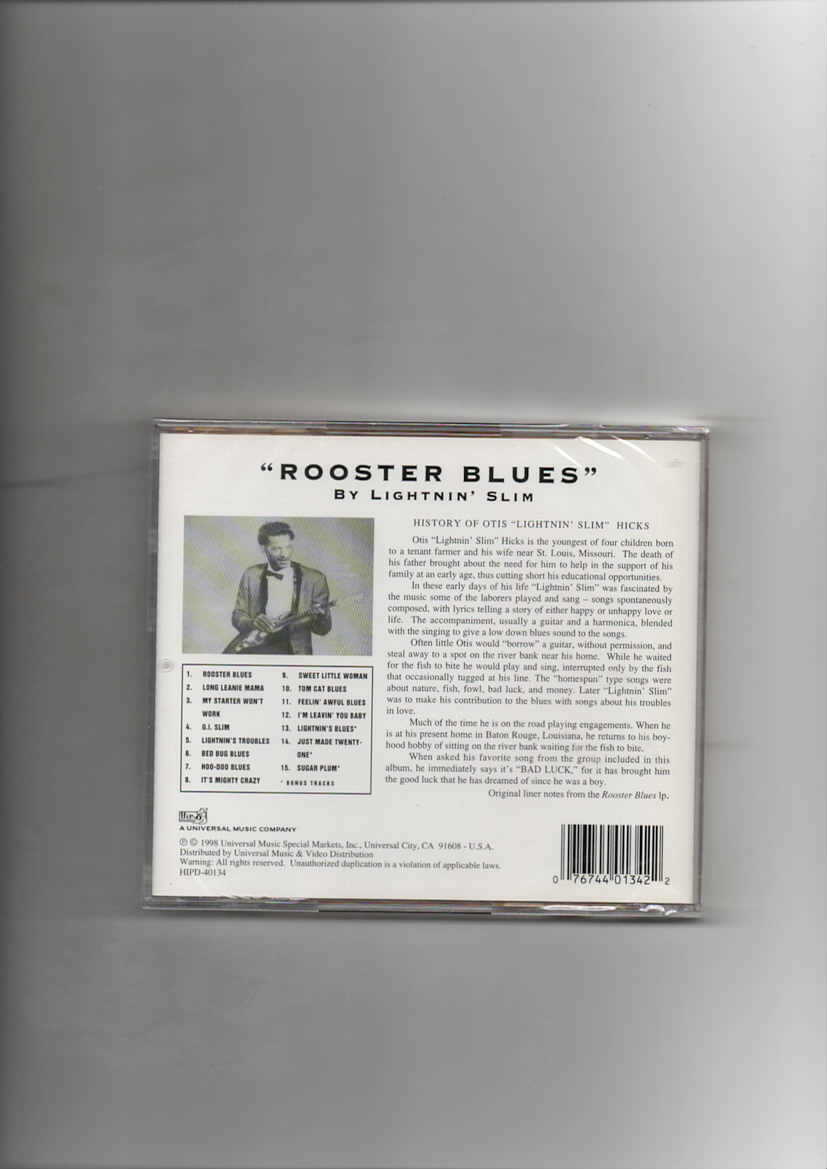 “ROOSTER BLUES”
BY LIGHTNIN’ SLIM
HISTORY OF OTIS “LIGHTNIN’ SLIM” HICKS
Otis “Lightnin’ Slim” Hicks is the youngest of four children born
to a tenant farmer and his wife near St. Louis, Missouri. The death of
his father brought about the need for him to help in the support of his
family at an early age, thus cutting short his educational opportunities.
In these early days of his life “Lightnin’ Slim” was fascinated by
the music some of the laborers played and sang – songs spontaneously
composed, with lyrics telling a story of either happy or unhappy love or
life. The accompaniment, usually a guitar and a harmonica, blended
with the singing to give a low down blues sound to the songs.
Often little Otis would “borrow” a guitar, without permission, and
steal away to a spot on the river bank near his home. While he waited
for the fish to bite he would play and sing, interrupted only by the fish
that occasionally tugged at his line. The “homespun” type songs were
about nature, fish, fowl, bad luck, and money. Later “Lightnin’ Slim”
was to make his contribution to the blues with songs about his troubles
in love.
Much of the time he is on the road playing engagements. When he
is at his present home in Baton Rouge, Louisiana, he returns to his boy-
hood hobby of sitting on the river bank waiting for the fish to bite.
When asked his favorite song from the group included in this
album, he immediately says it’s “BAD LUCK,” for it has brought him
the good luck that he has dreamed of since he was a boy.
Original liner notes from the Rooster Blues lp.
1. ROOSTER BLUES
2. LONG LEANIE MAMA
3. MY STARTER WON’T
WORK
4. G.I. SLIM
5. LIGHTNIN’S TROUBLES
6. BED BUG BLUES
7. HOO-DOO BLUES
8. IT’S MIGHTY CRAZY
9. SWEET LITTLE WOMAN
10. TOM CAT BLUES
11. FEELIN’ AWFUL BLUES
12. I’M LEAVIN’ YOU BABY
13. LIGHTNIN’S BLUES*
14. JUST MADE TWENTY-
ONE*
15. SUGAR PLUM*
* BONUS TRACKS
Hip-O
A UNIVERSAL MUSIC COMPANY
℗ © 1998 Universal Music Special Markets, Inc., Universal City, CA 91608 - U.S.A.
Distributed by Universal Music & Video Distribution
Warning: All rights reserved. Unauthorized duplication is a violation of applicable laws.
HIPD-40134
0 76744 01342 2